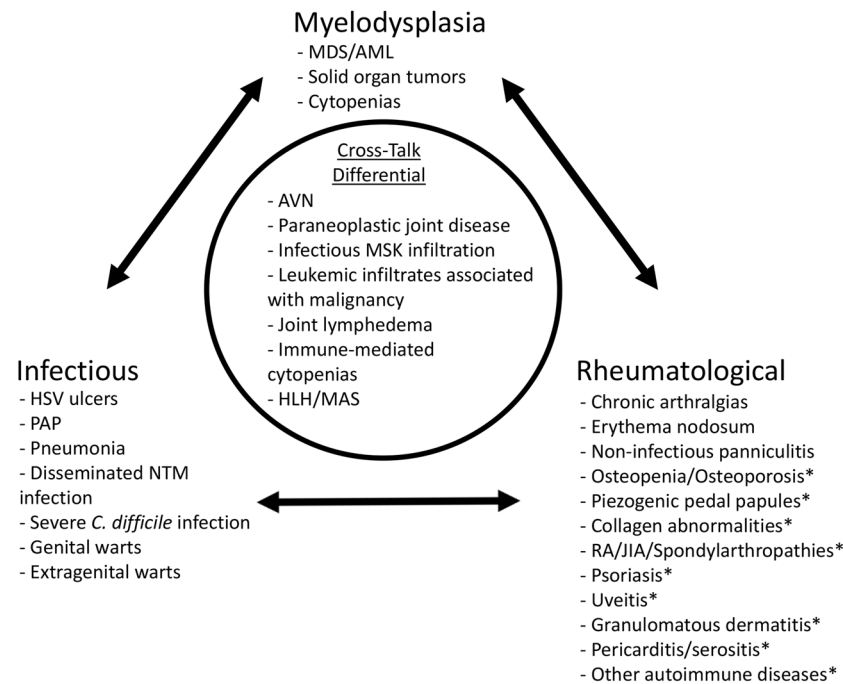 Myelodysplasia
- MDS/AML
- Solid organ tumors
- Cytopenias
Cross-Talk
Differential
- AVN
- Paraneoplastic joint disease
- Infectious MSK infiltration
- Leukemic infiltrates associated
with malignancy
- Joint lymphedema
- Immune-mediated
cytopenias
- HLH/MAS
Infectious
- HSV ulcers
- PAP
- Pneumonia
- Disseminated NTM
infection
- Severe C. difficile infection
- Genital warts
- Extragenital warts
Rheumatological
- Chronic arthralgias
- Erythema nodosum
- Non-infectious panniculitis
- Osteopenia/Osteoporosis*
- Piezogenic pedal papules*
- Collagen abnormalities*
- RA/JIA/Spondylarthropathies*
- Psoriasis*
- Uveitis*
- Granulomatous dermatitis*
- Pericarditis/serositis*
- Other autoimmune diseases*